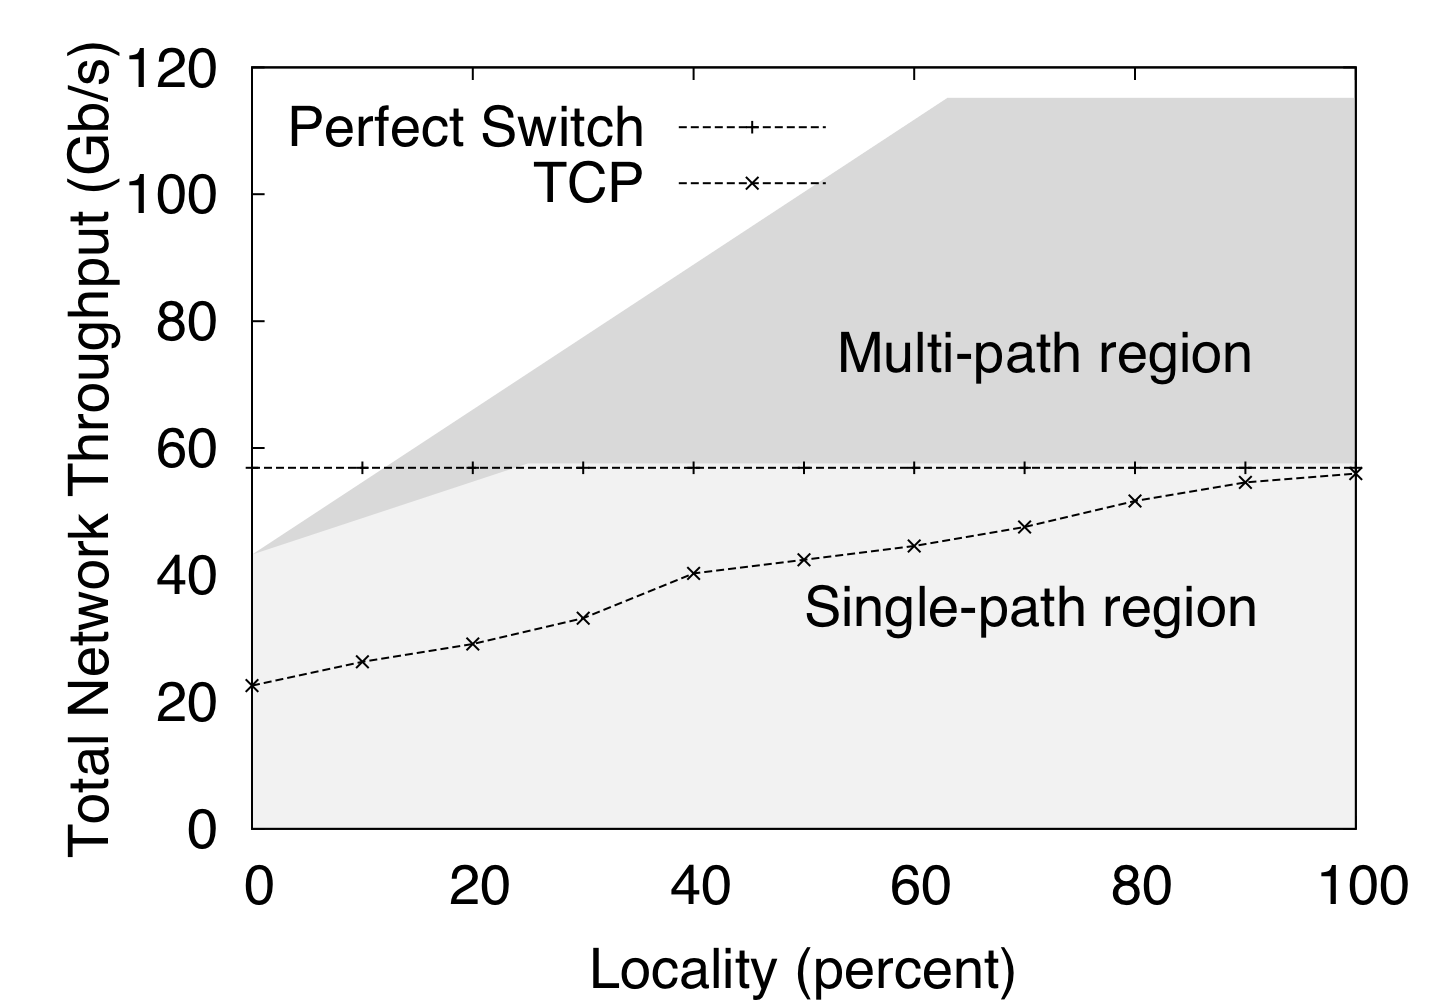 Total Network Throughput (Gb/s)
120
100
80
60
40
20
0
Perfect Switch
TCP
Multi-path region
Single-path region
0 20 40 60 80 100
Locality (percent)